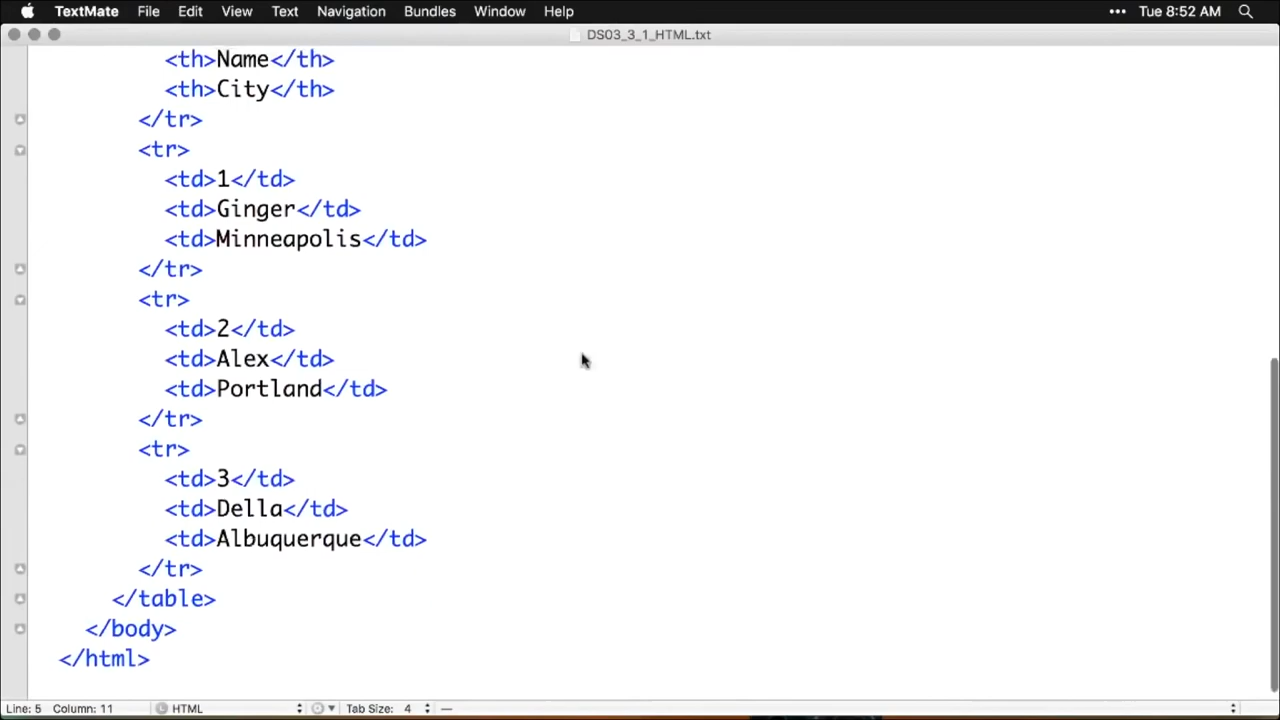 TextMate File Edit View Text Navigation Bundles Window Help ••• Tue 8:52 AM
DS03_3_1_HTML.txt
<th>Name</th>
<th>City</th>
</tr>
<tr>
<td>1</td>
<td>Ginger</td>
<td>Minneapolis</td>
</tr>
<tr>
<td>2</td>
<td>Alex</td>
<td>Portland</td>
</tr>
<tr>
<td>3</td>
<td>Della</td>
<td>Albuquerque</td>
</tr>
</table>
</body>
</html>
Line: 5 Column: 11 L HTML Tab Size: 4 —